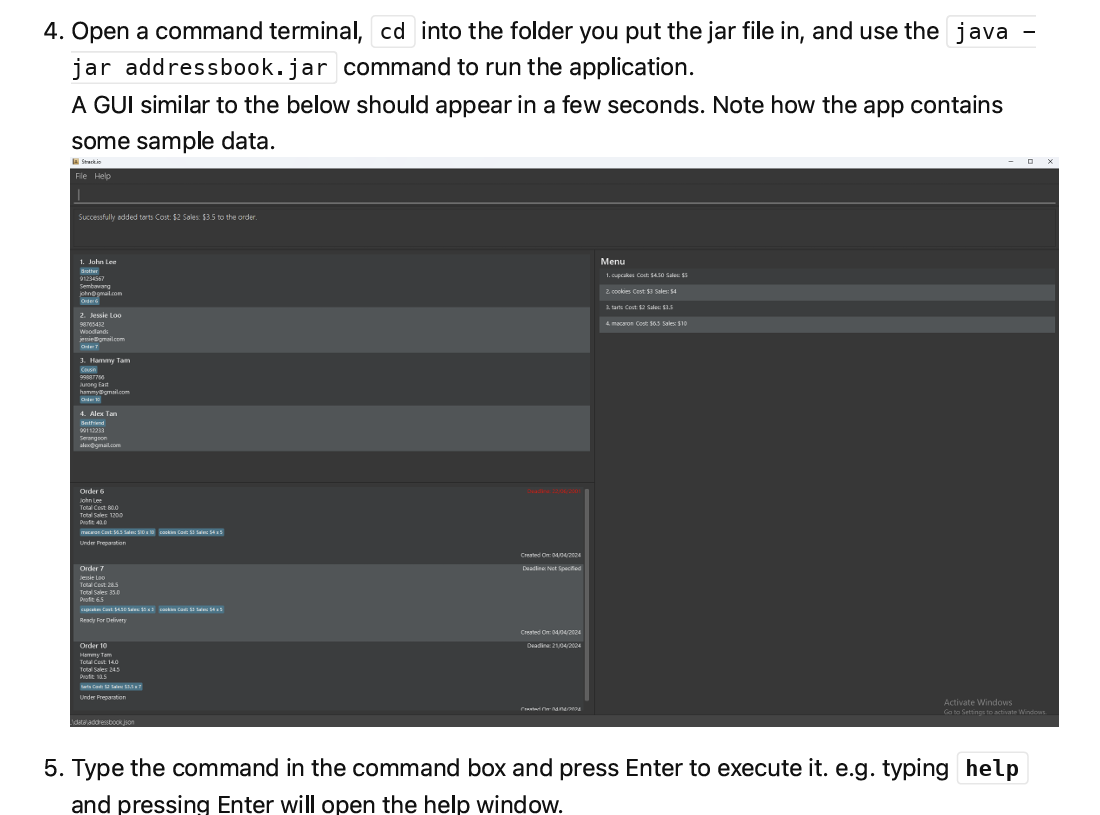 4. Open a command terminal, cd into the folder you put the jar file in, and use the java -
jar addressbook.jar command to run the application.
A GUI similar to the below should appear in a few seconds. Note how the app contains
some sample data.
Strack.io
File Help
Successfully added tarts Cost: $2 Sales: $3.5 to the order.
1. John Lee
Brother
91234567
Sembawang
john@gmail.com
Order 6
2. Jessie Loo
98765432
Woodlands
jessie@gmail.com
Order 7
3. Hammy Tam
Cousin
99887766
Jurong East
hammy@gmail.com
Order 10
4. Alex Tan
BestFriend
99112233
Serangoon
alex@gmail.com
Menu
1. cupcakes Cost: $4.50 Sales: $5
2. cookies Cost: $3 Sales: $4
3. tarts Cost: $2 Sales: $3.5
4. macaron Cost: $6.5 Sales: $10
Order 6
John Lee
Total Cost: 80.0
Total Sales: 120.0
Profit: 40.0
macaron Cost: $6.5 Sales: $10 x 10 cookies Cost: $3 Sales: $4 x 5
Under Preparation
Created On: 04/04/2024
Order 7 Deadline: Not Specified
Jessie Loo
Total Cost: 28.5
Total Sales: 35.0
Profit: 6.5
cupcakes Cost: $4.50 Sales: $5 x 3 cookies Cost: $3 Sales: $4 x 5
Ready For Delivery
Created On: 04/04/2024
Order 10 Deadline: 21/04/2024
Hammy Tam
Total Cost: 14.0
Total Sales: 24.5
Profit: 10.5
tarts Cost: $2 Sales: $3.5 x 7
Under Preparation
Created On: 04/04/2024
Activate Windows
Go to Settings to activate Windows.
.\data\addressbook.json
5. Type the command in the command box and press Enter to execute it. e.g. typing help
and pressing Enter will open the help window.